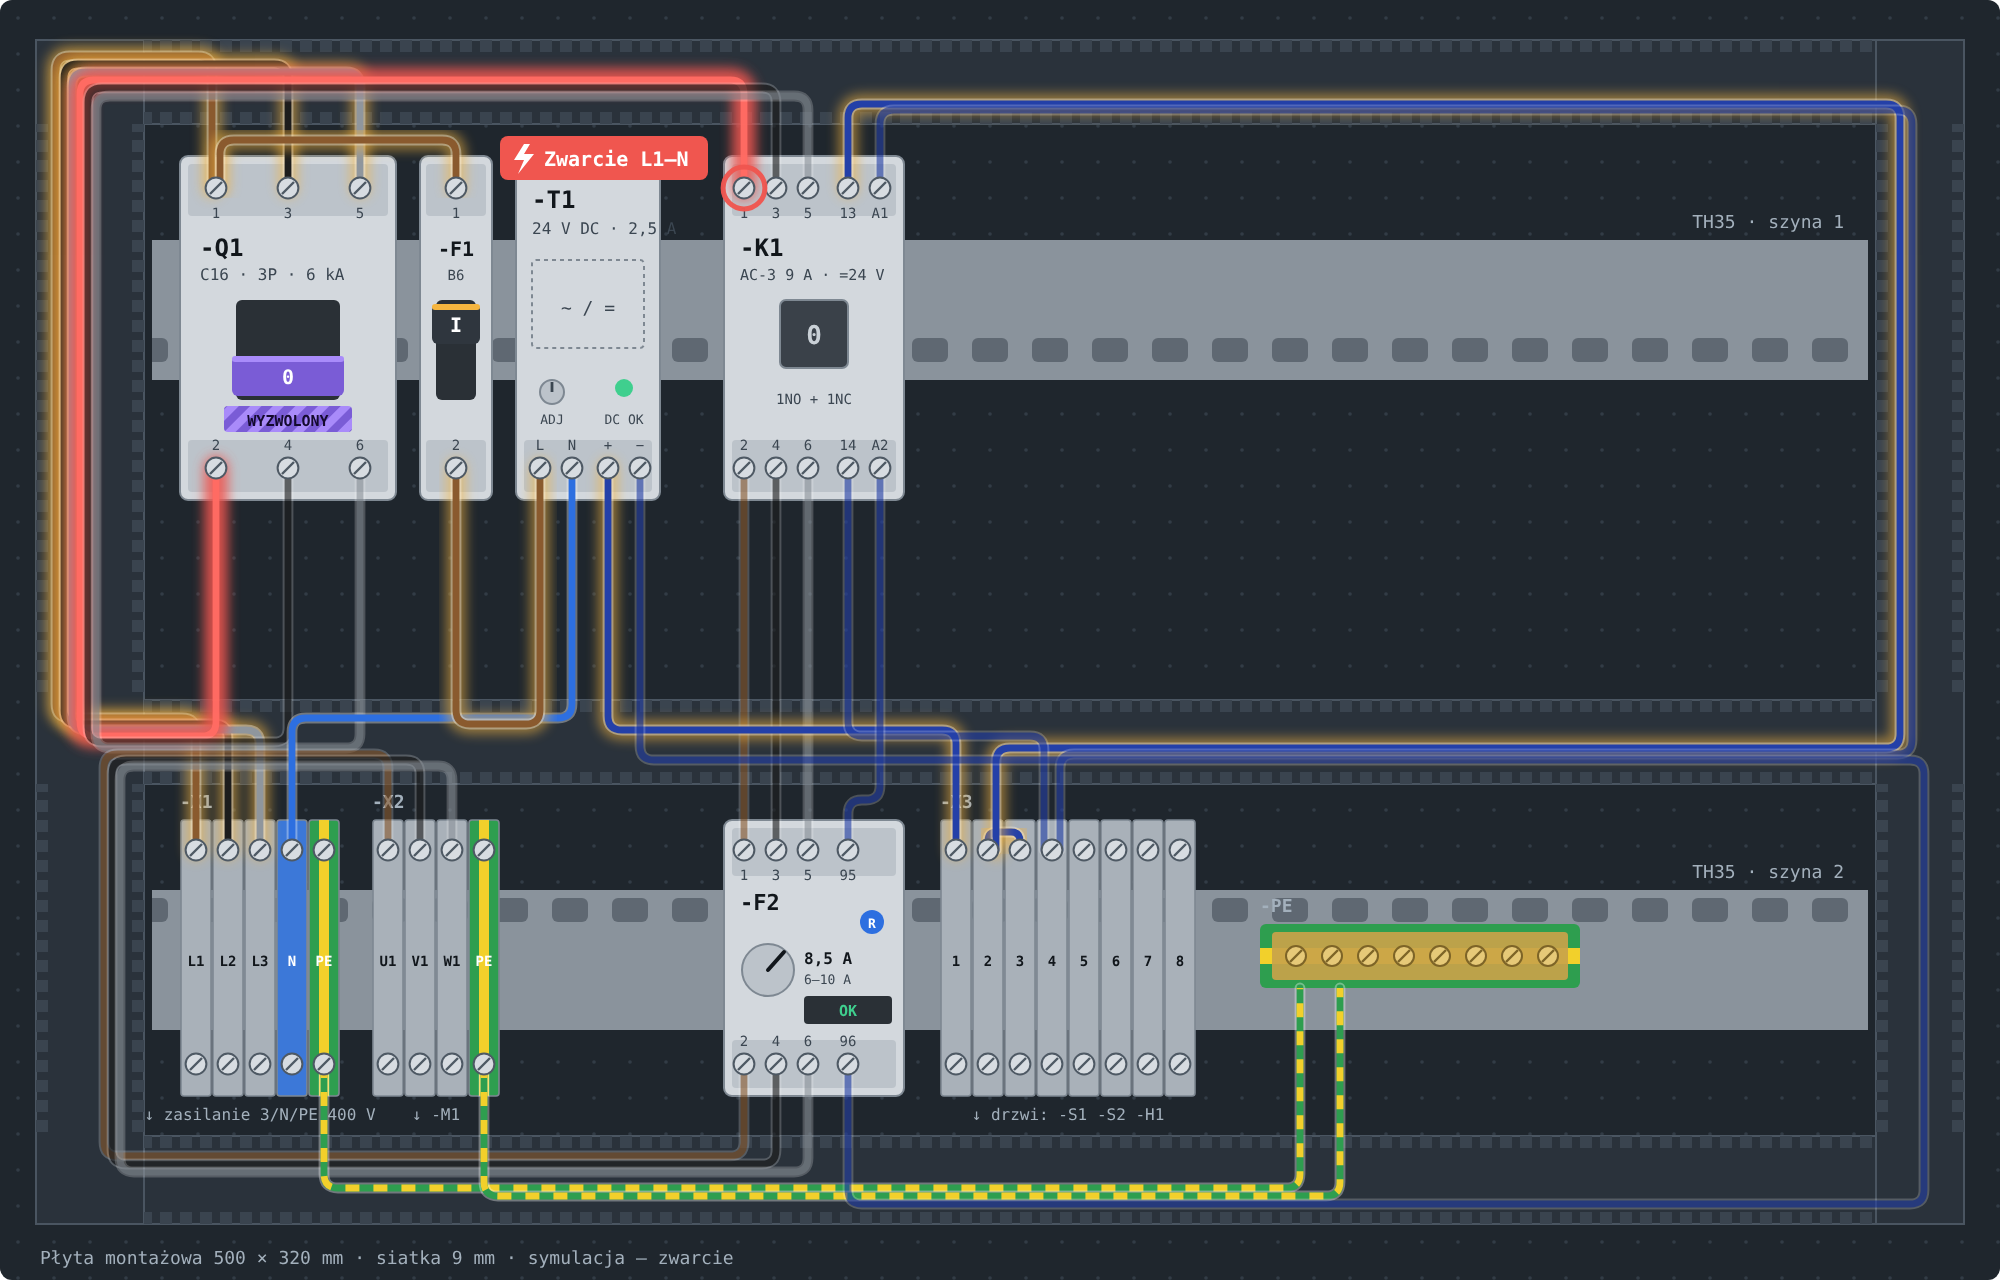 Zwarcie L1–N
1 3 5
1
1 3 5 13 A1
-Q1
C16 · 3P · 6 kA
0
WYZWOLONY
2 4 6
-F1
B6
I
2
-T1
24 V DC · 2,5 A
~ / =
ADJ
DC OK
L N + −
-K1
AC-3 9 A · =24 V
0
1NO + 1NC
2 4 6 14 A2
TH35 · szyna 1
-X1
L1 L2 L3 N PE
↓ zasilanie 3/N/PE 400 V
-X2
U1 V1 W1 PE
↓ -M1
1 3 5 95
-F2
R
8,5 A
6–10 A
OK
2 4 6 96
-X3
1 2 3 4 5 6 7 8
↓ drzwi: -S1 -S2 -H1
TH35 · szyna 2
-PE
Płyta montażowa 500 × 320 mm · siatka 9 mm · symulacja — zwarcie